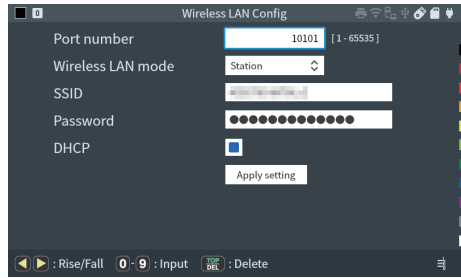 0 Wireless LAN Config
Port number 10101 [1-65535]
Wireless LAN mode Station
SSID
Password ●●●●●●●●●●●●●
DHCP
Apply setting
: Rise/Fall 0-9 : Input TOP DEL : Delete